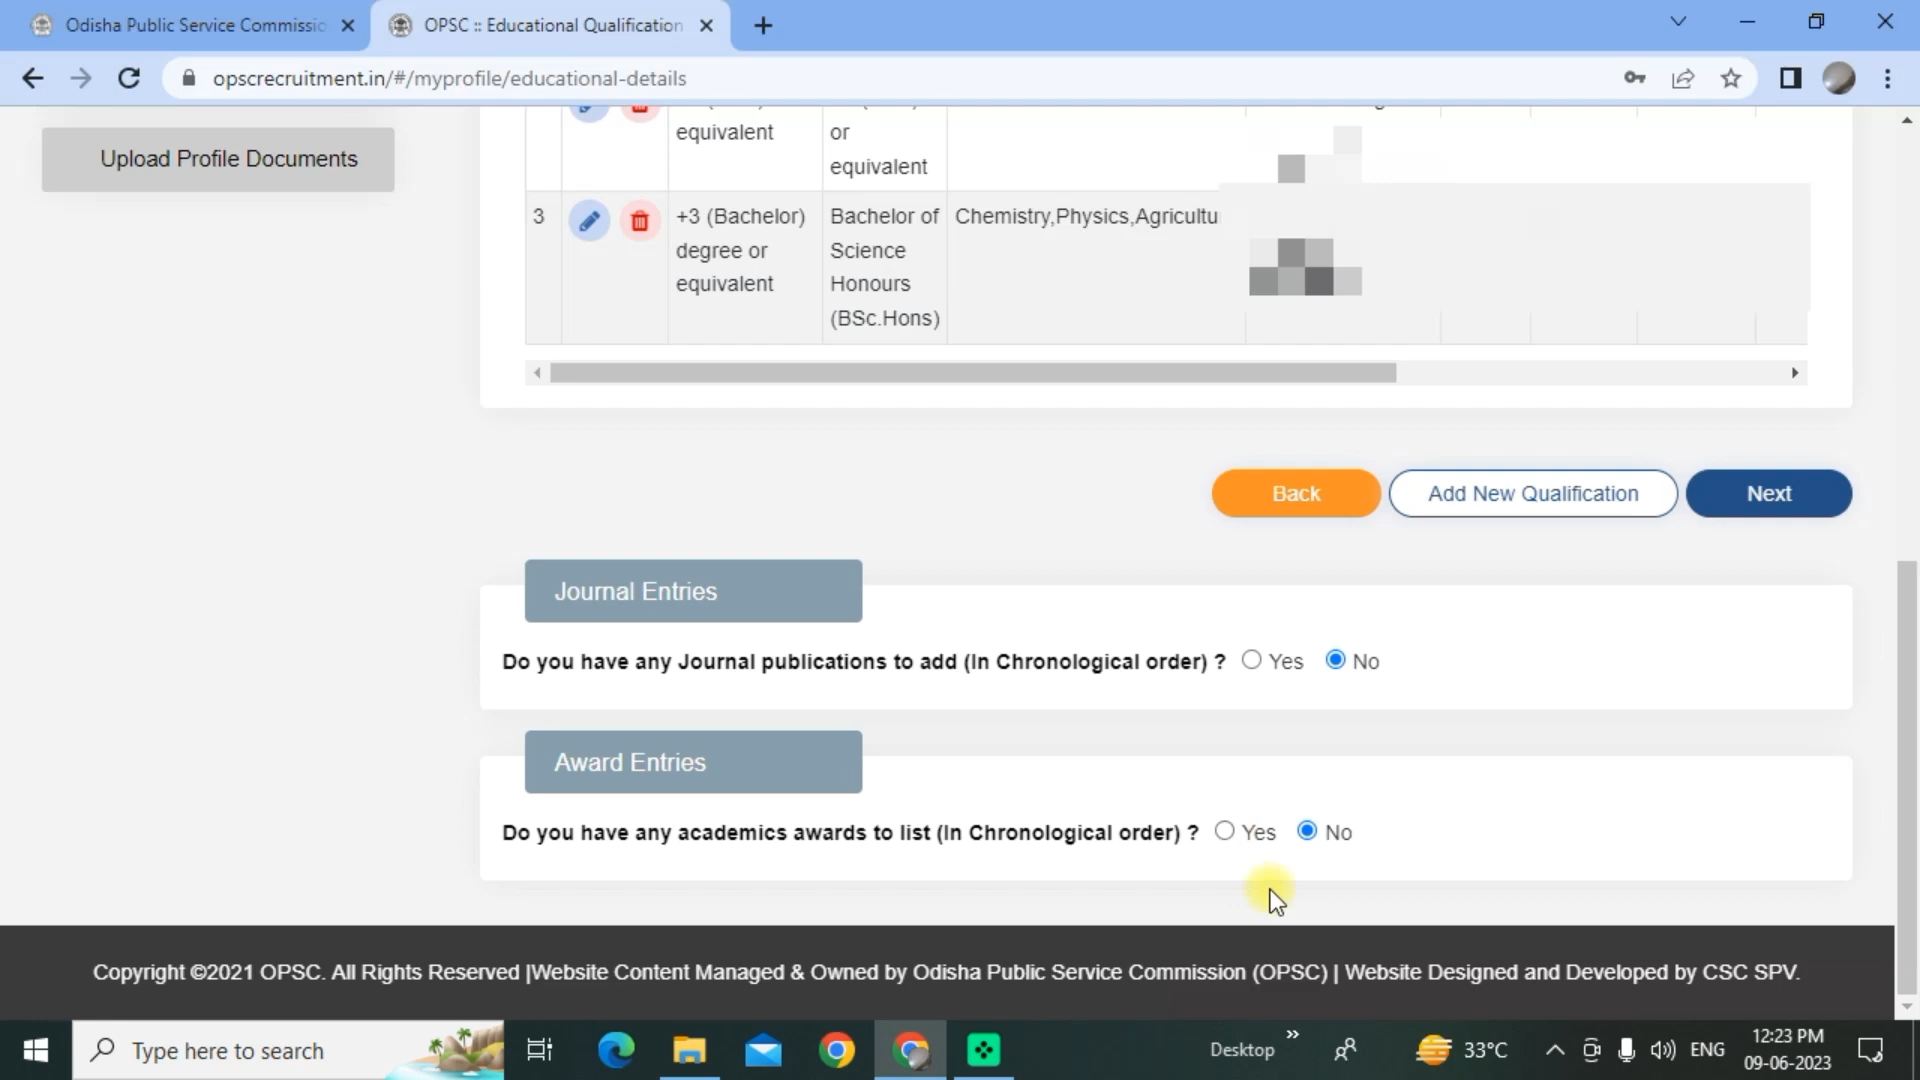 Odisha Public Service Commissio
OPSC :: Educational Qualification
opscrecruitment.in/#/myprofile/educational-details
Upload Profile Documents
equivalent
or
equivalent
3
+3 (Bachelor)
degree or
equivalent
Bachelor of
Science
Honours
(BSc.Hons)
Chemistry,Physics,Agricultu
Back
Add New Qualification
Next
Journal Entries
Do you have any Journal publications to add (In Chronological order) ? Yes No
Award Entries
Do you have any academics awards to list (In Chronological order) ? Yes No
Copyright ©2021 OPSC. All Rights Reserved |Website Content Managed & Owned by Odisha Public Service Commission (OPSC) | Website Designed and Developed by CSC SPV.
Type here to search
Desktop
33°C
ENG
12:23 PM
09-06-2023